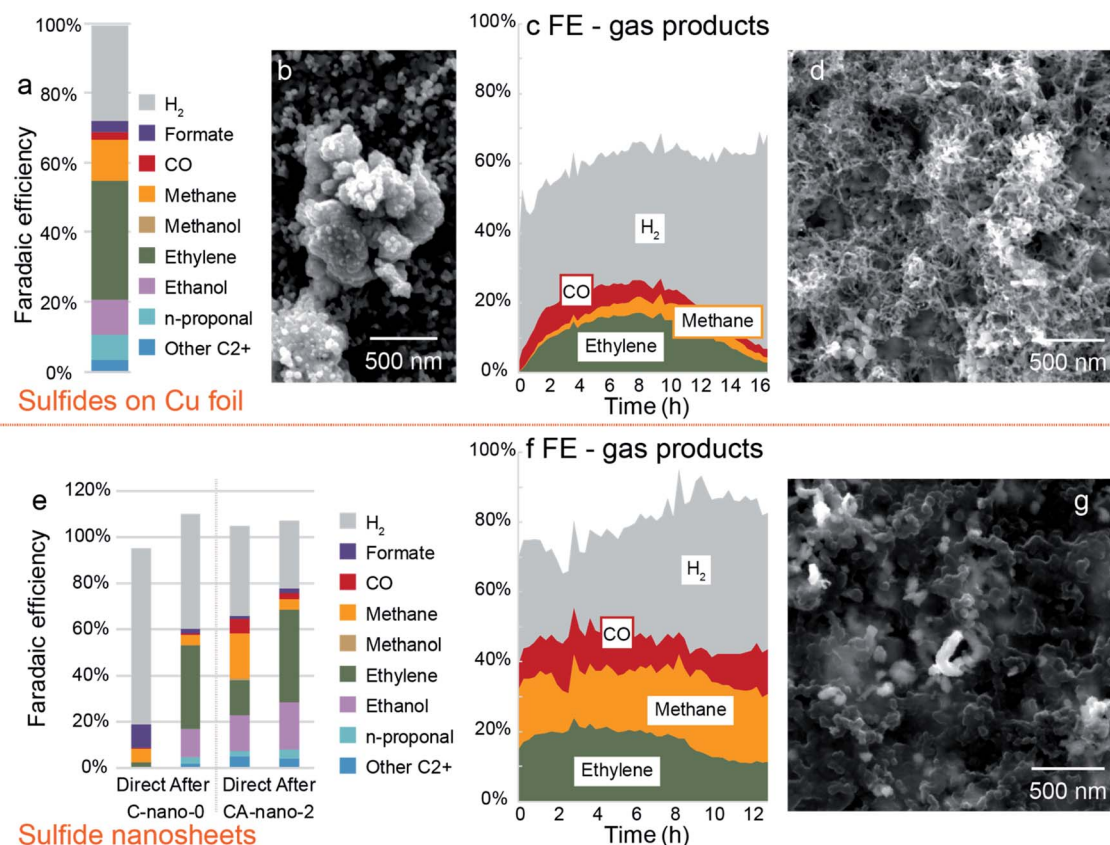 a
Faradaic efficiency
100%
80%
60%
40%
20%
0%
H2
Formate
CO
Methane
Methanol
Ethylene
Ethanol
n-proponal
Other C2+
b
500 nm
c FE - gas products
100%
80%
60%
40%
20%
0%
H2
CO
Methane
Ethylene
0 2 4 6 8 10 12 14 16
Time (h)
d
500 nm
Sulfides on Cu foil
e
Faradaic efficiency
120%
100%
80%
60%
40%
20%
0%
Direct After Direct After
C-nano-0 CA-nano-2
H2
Formate
CO
Methane
Methanol
Ethylene
Ethanol
n-proponal
Other C2+
f FE - gas products
100%
80%
60%
40%
20%
0%
H2
CO
Methane
Ethylene
0 2 4 6 8 10 12
Time (h)
g
500 nm
Sulfide nanosheets